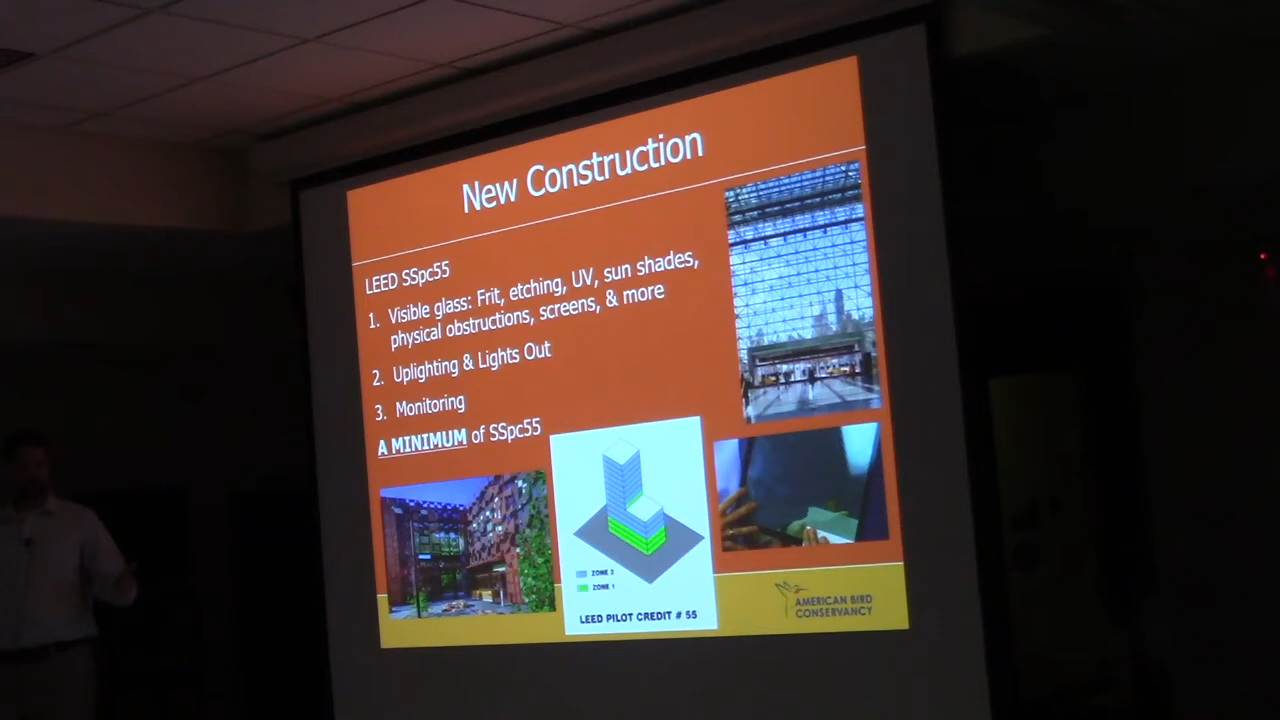 New Construction
LEED SSpc55
1. Visible glass: Frit, etching, UV, sun shades,
physical obstructions, screens, & more
2. Uplighting & Lights Out
3. Monitoring
A MINIMUM of SSpc55
ZONE 2
ZONE 1
LEED PILOT CREDIT # 55
AMERICAN BIRD
CONSERVANCY